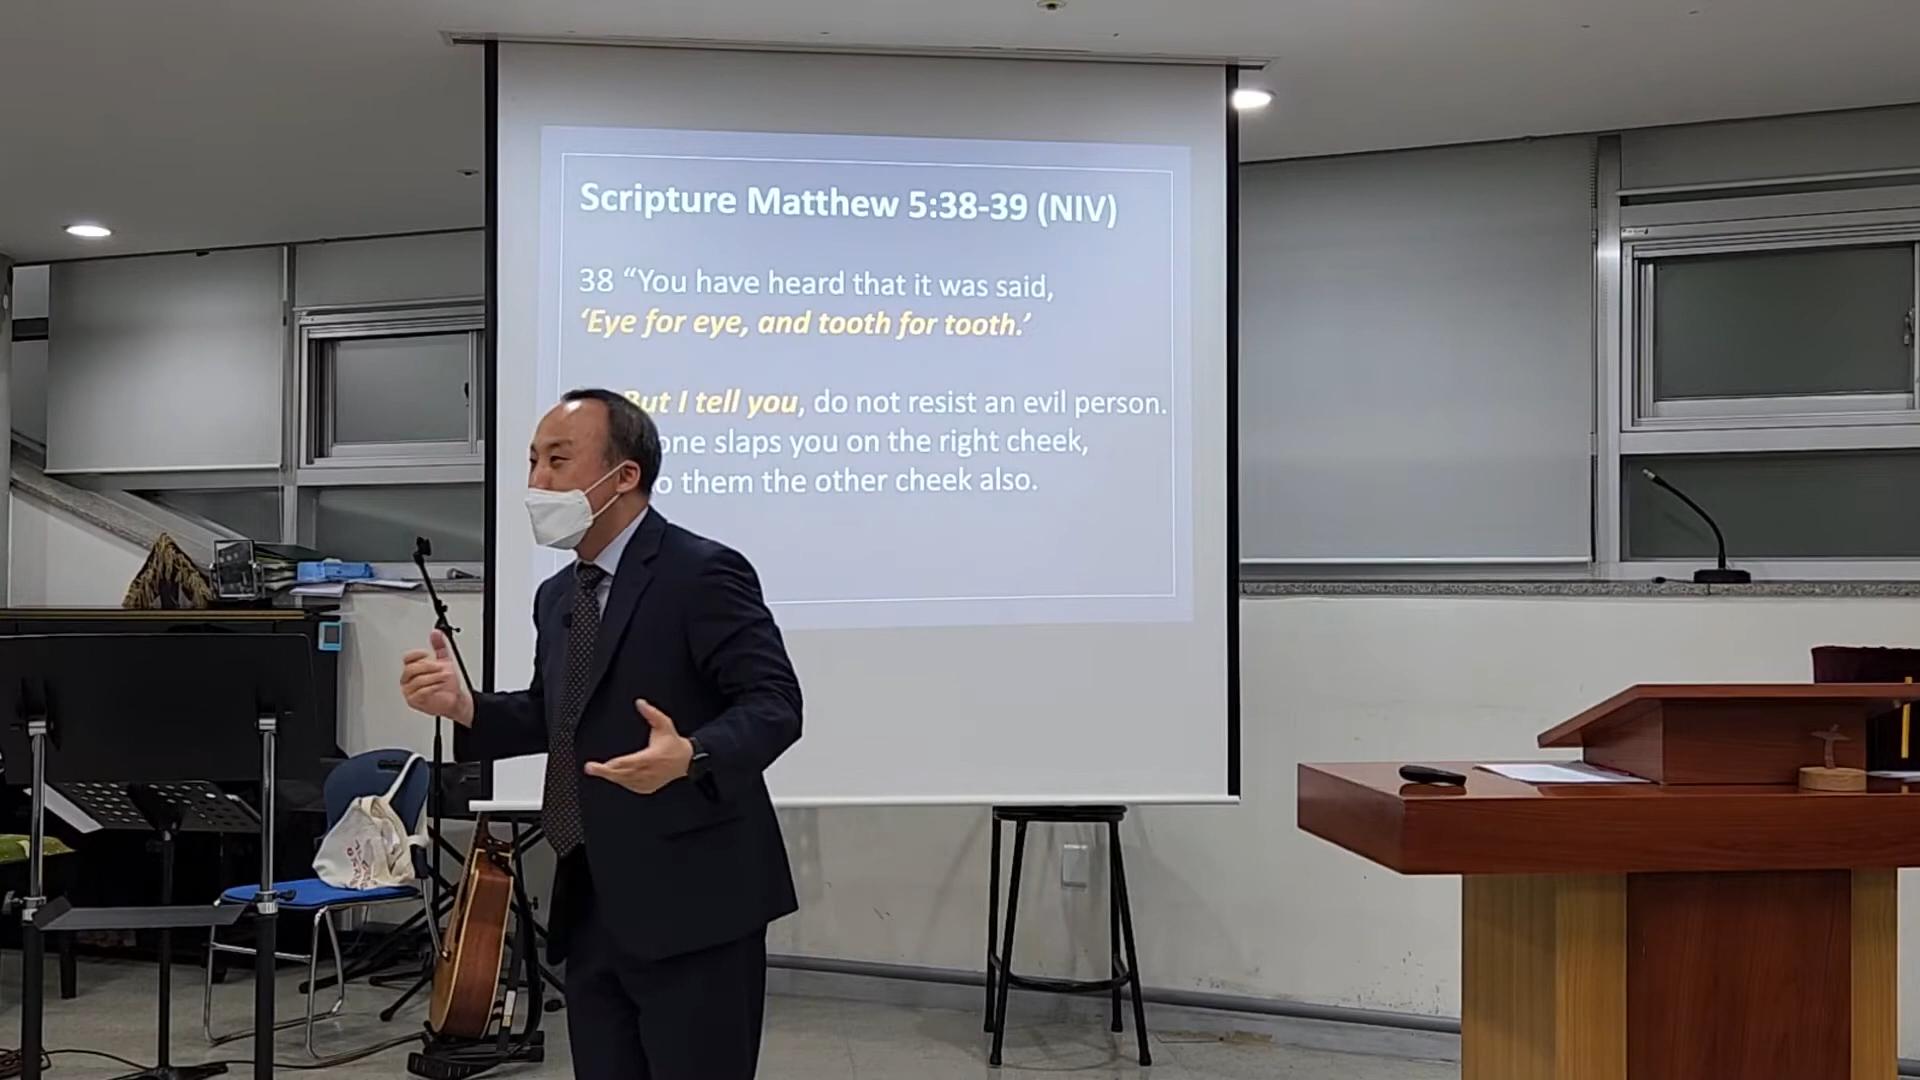 Scripture Matthew 5:38-39 (NIV)
38 “You have heard that it was said,
‘Eye for eye, and tooth for tooth.’
But I tell you, do not resist an evil person.
one slaps you on the right cheek,
them the other cheek also.